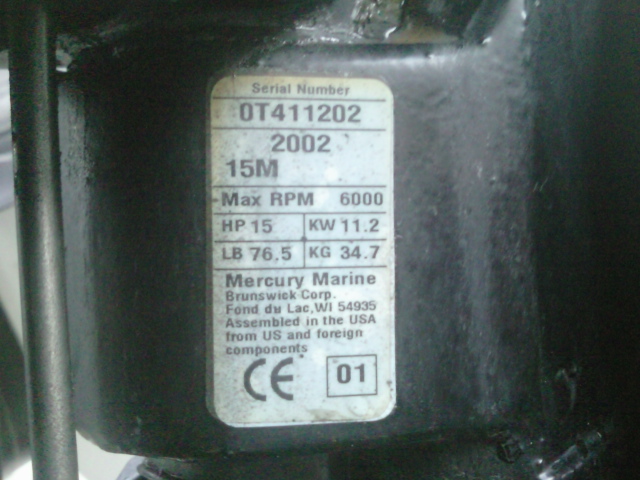 Serial Number
0T411202
2002
15M
Max RPM 6000
HP 15 KW 11.2
LB 76.5 KG 34.7
Mercury Marine
Brunswick Corp.
Fond du Lac, WI 54935
Assembled in the USA
from US and foreign
components
CE 01